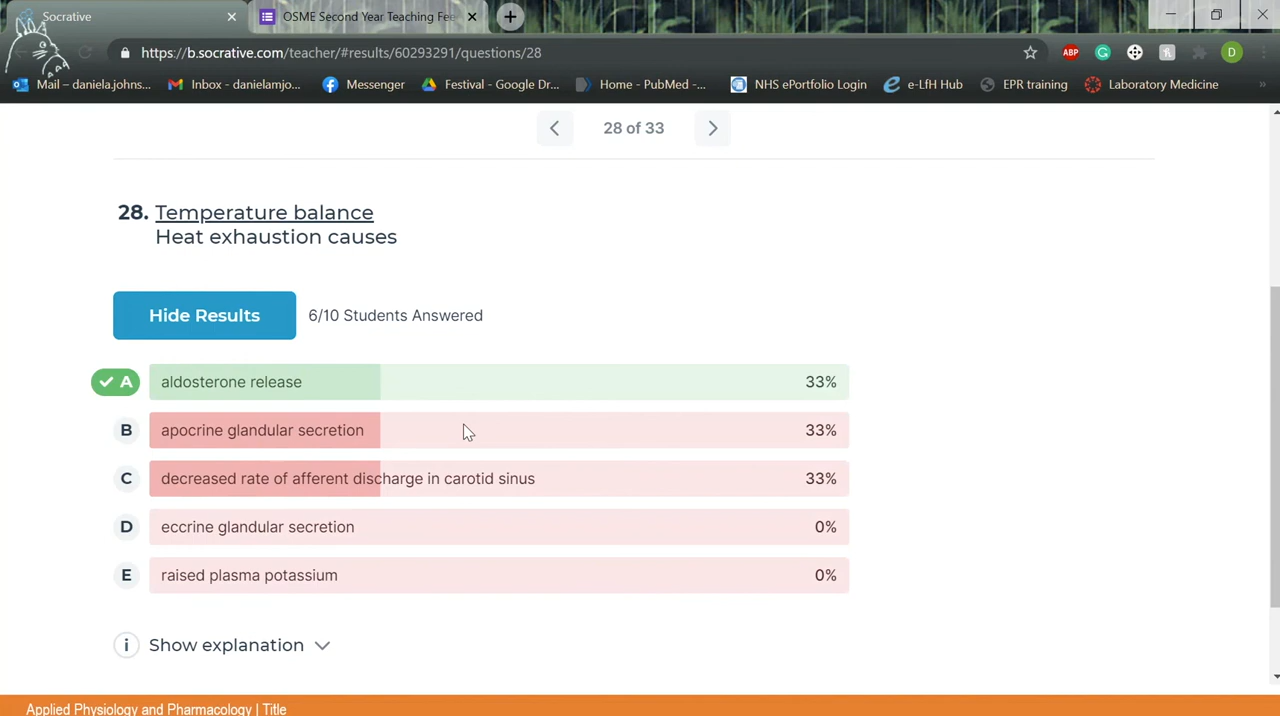 Socrative
OSME Second Year Teaching Fee
https://b.socrative.com/teacher/#results/60293291/questions/28
ABP
D
Mail – daniela.johns...
Inbox - danielamjo...
Messenger
Festival - Google Dr...
Home - PubMed -...
NHS ePortfolio Login
e-LfH Hub
EPR training
Laboratory Medicine
28 of 33
28. Temperature balance
Heat exhaustion causes
Hide Results
6/10 Students Answered
A aldosterone release 33%
B apocrine glandular secretion 33%
C decreased rate of afferent discharge in carotid sinus 33%
D eccrine glandular secretion 0%
E raised plasma potassium 0%
i Show explanation
Applied Physiology and Pharmacology | Title